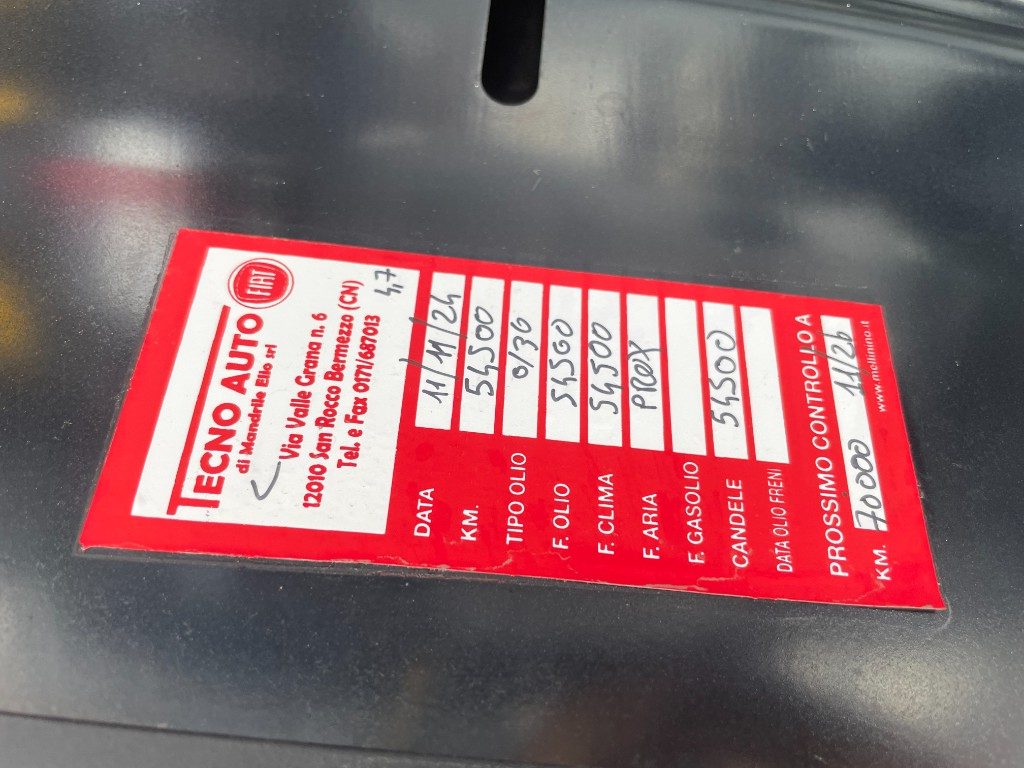 FIAT
TECNO AUTO
di Mandrile Elio srl
Via Valle Grana n. 6
12010 San Rocco Bermezzo (CN)
Tel. e Fax 0171/687013
4,7
DATA 11/11/24
KM. 54500
TIPO OLIO 0/30
F. OLIO 54500
F. CLIMA 54500
F. ARIA PROX
F. GASOLIO
CANDELE 54500
DATA OLIO FRENI
PROSSIMO CONTROLLO A
KM. 70000 11/26
www.mollinino.it